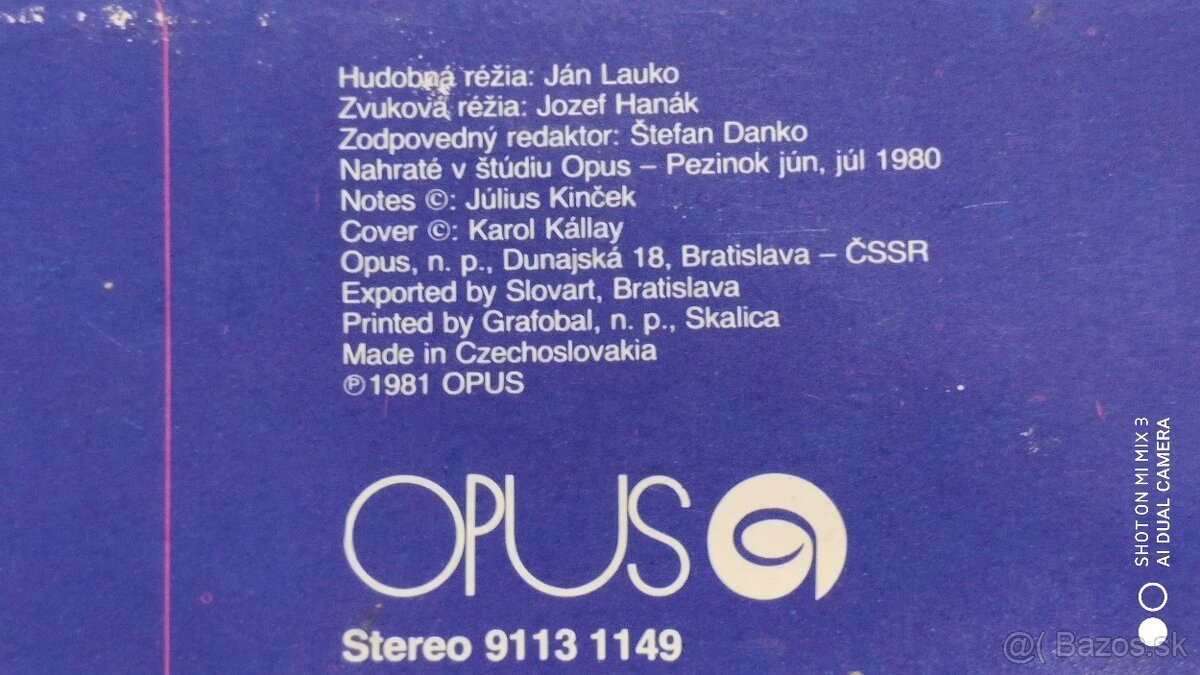 Hudobná réžia: Ján Lauko
Zvuková réžia: Jozef Hanák
Zodpovedný redaktor: Štefan Danko
Nahraté v štúdiu Opus – Pezinok jún, júl 1980
Notes ©: Július Kinček
Cover ©: Karol Kállay
Opus, n. p., Dunajská 18, Bratislava – ČSSR
Exported by Slovart, Bratislava
Printed by Grafobal, n. p., Skalica
Made in Czechoslovakia
℗ 1981 OPUS
OPUS
Stereo 9113 1149
SHOT ON MI MIX 3
AI DUAL CAMERA
@( Bazos.sk